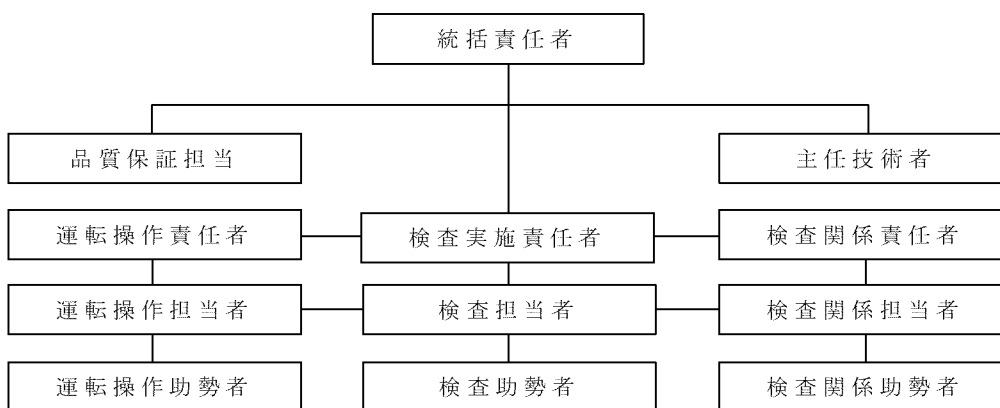 統括責任者
品質保証担当
主任技術者
運転操作責任者
検査実施責任者
検査関係責任者
運転操作担当者
検査担当者
検査関係担当者
運転操作助勢者
検査助勢者
検査関係助勢者